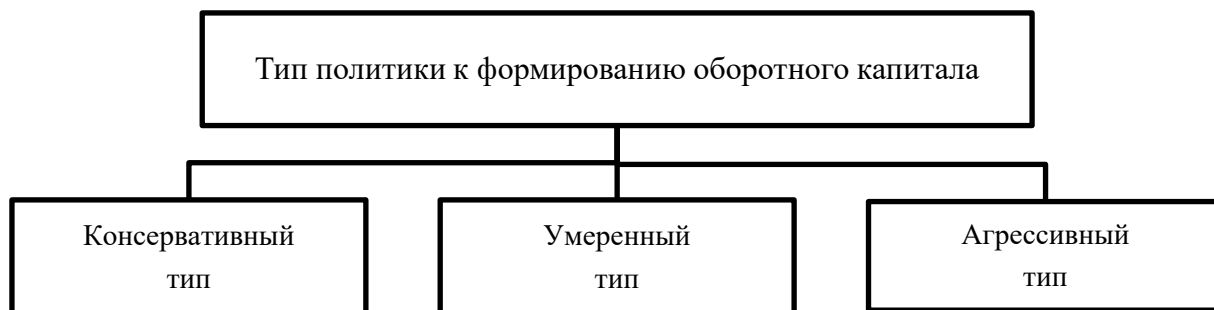 Тип политики к формированию оборотного капитала
Консервативный
тип
Умеренный
тип
Агрессивный
тип